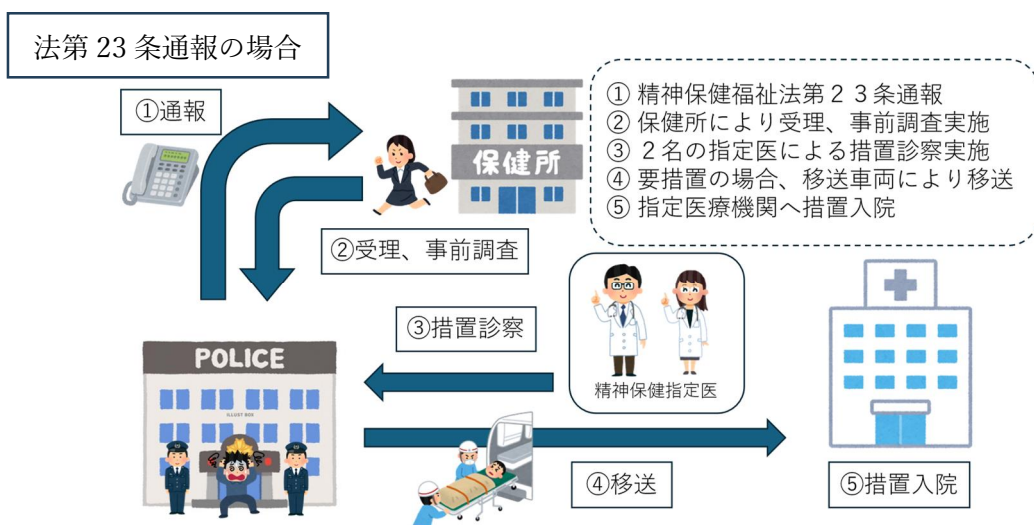 法第 23 条通報の場合
①通報
保健所
① 精神保健福祉法第２３条通報
② 保健所により受理、事前調査実施
③ ２名の指定医による措置診察実施
④ 要措置の場合、移送車両により移送
⑤ 指定医療機関へ措置入院
②受理、事前調査
③措置診察
精神保健指定医
POLICE
ILLUST BOX
④移送
⑤措置入院